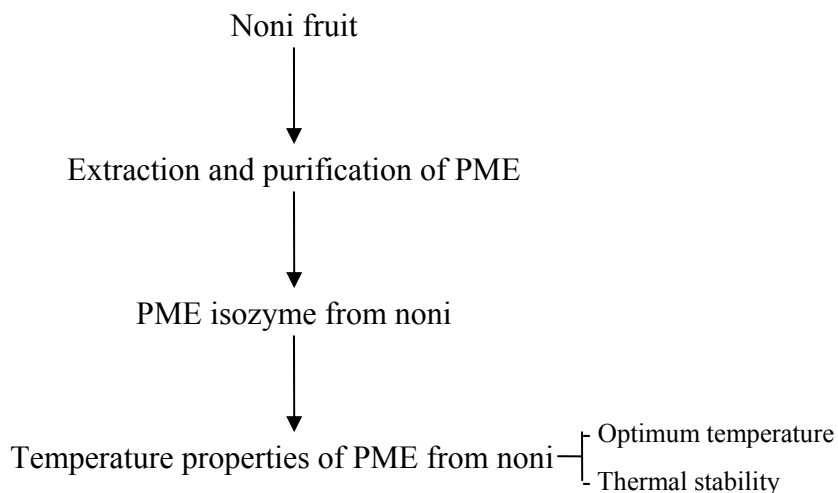 Noni fruit
Extraction and purification of PME
PME isozyme from noni
Temperature properties of PME from noni
- Optimum temperature
- Thermal stability